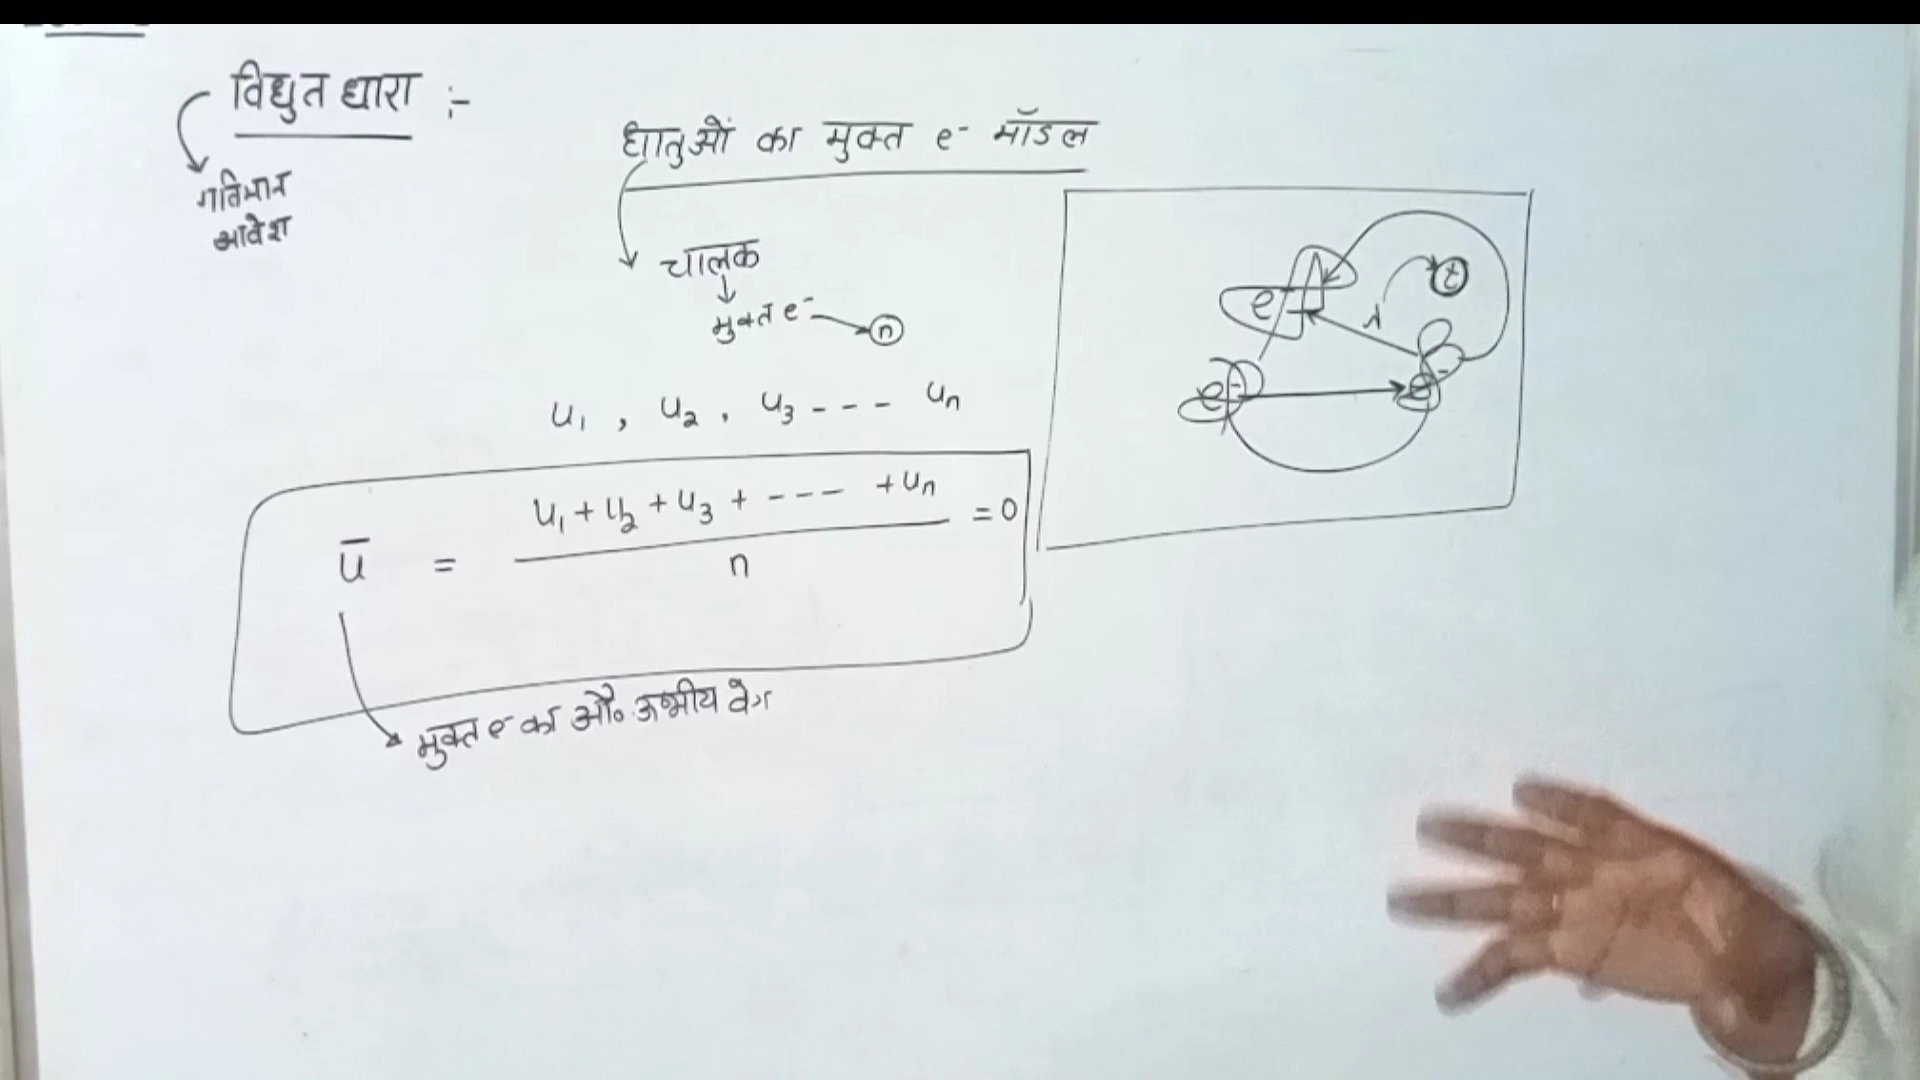 विद्युत धारा :-
गतिमान
आवेश
धातुओं का मुक्त e⁻ मॉडल
चालक
मुक्त e⁻ n
u₁ , u₂ , u₃ - - - uₙ
ū = (u₁ + u₂ + u₃ + - - - + uₙ) / n = 0
मुक्त e⁻ का औ० ऊष्मीय वेग
e⁻
λ
t
e⁻
e⁻